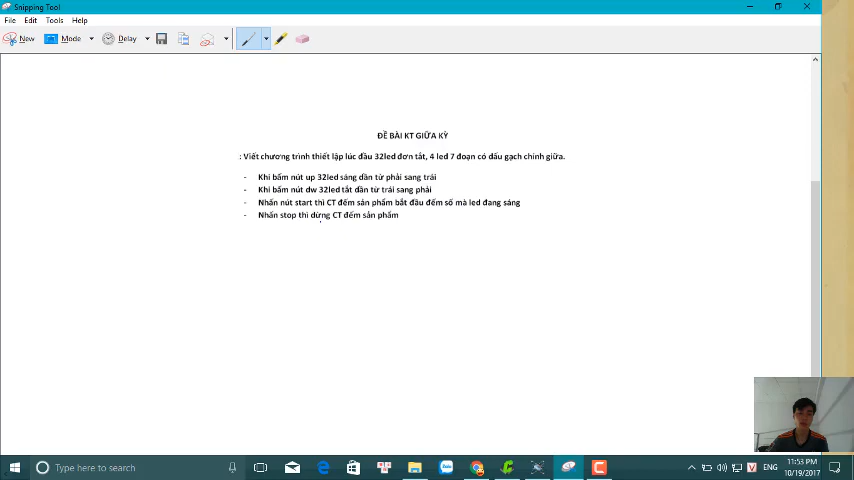 Snipping Tool
File Edit Tools Help
New Mode Delay
ĐỀ BÀI KT GIỮA KỲ
: Viết chương trình thiết lập lúc đầu 32led đơn tắt, 4 led 7 đoạn có dấu gạch chính giữa.
- Khi bấm nút up 32led sáng dần từ phải sang trái
- Khi bấm nút dw 32led tắt dần từ trái sang phải
- Nhấn nút start thì CT đếm sản phẩm bắt đầu đếm số mà led đang sáng
- Nhấn stop thì dừng CT đếm sản phẩm
Type here to search
ENG
11:53 PM
10/19/2017